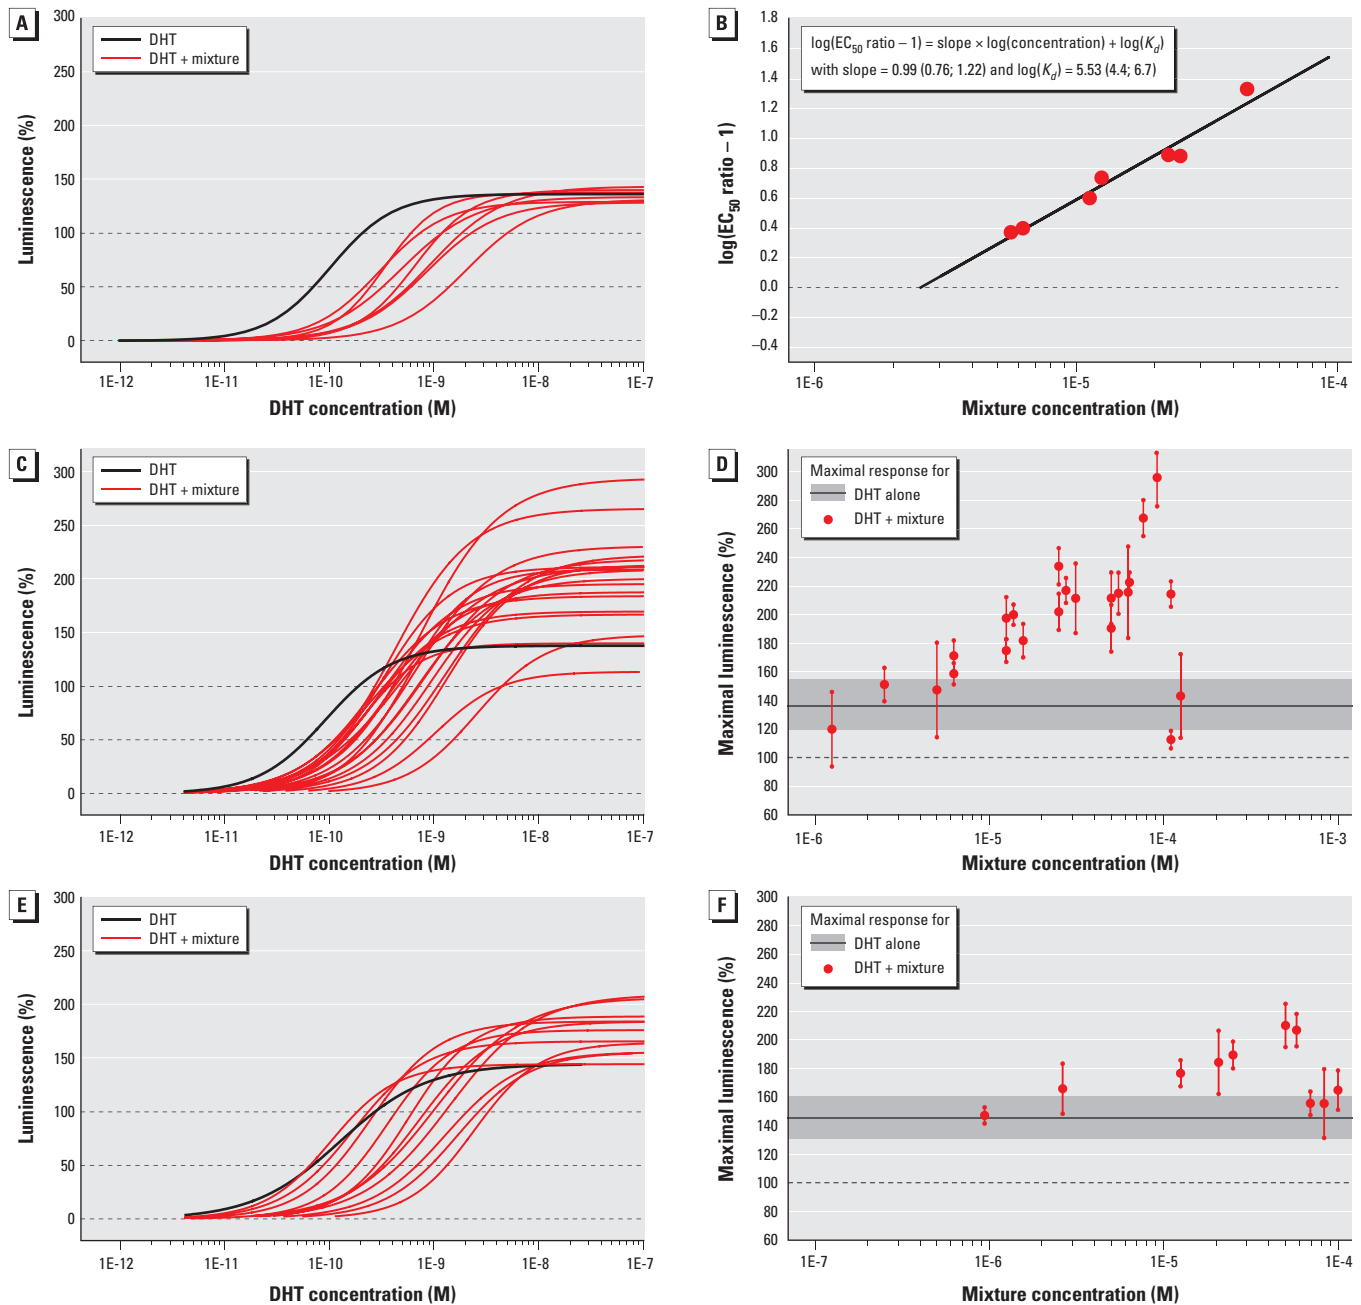 A
DHT
DHT + mixture
Luminescence (%)
300
250
200
150
100
50
0
1E-12
1E-11
1E-10
1E-9
1E-8
1E-7
DHT concentration (M)
B
log(EC50 ratio – 1) = slope × log(concentration) + log(Kd)
with slope = 0.99 (0.76; 1.22) and log(Kd) = 5.53 (4.4; 6.7)
log(EC50 ratio – 1)
1.8
1.6
1.4
1.2
1.0
0.8
0.6
0.4
0.2
0.0
–0.2
–0.4
1E-6
1E-5
1E-4
Mixture concentration (M)
C
DHT
DHT + mixture
Luminescence (%)
300
250
200
150
100
50
0
1E-12
1E-11
1E-10
1E-9
1E-8
1E-7
DHT concentration (M)
D
Maximal response for
DHT alone
DHT + mixture
Maximal luminescence (%)
300
280
260
240
220
200
180
160
140
120
100
80
60
1E-6
1E-5
1E-4
1E-3
Mixture concentration (M)
E
DHT
DHT + mixture
Luminescence (%)
300
250
200
150
100
50
0
1E-12
1E-11
1E-10
1E-9
1E-8
1E-7
DHT concentration (M)
F
Maximal response for
DHT alone
DHT + mixture
Maximal luminescence (%)
300
280
260
240
220
200
180
160
140
120
100
80
60
1E-7
1E-6
1E-5
1E-4
Mixture concentration (M)